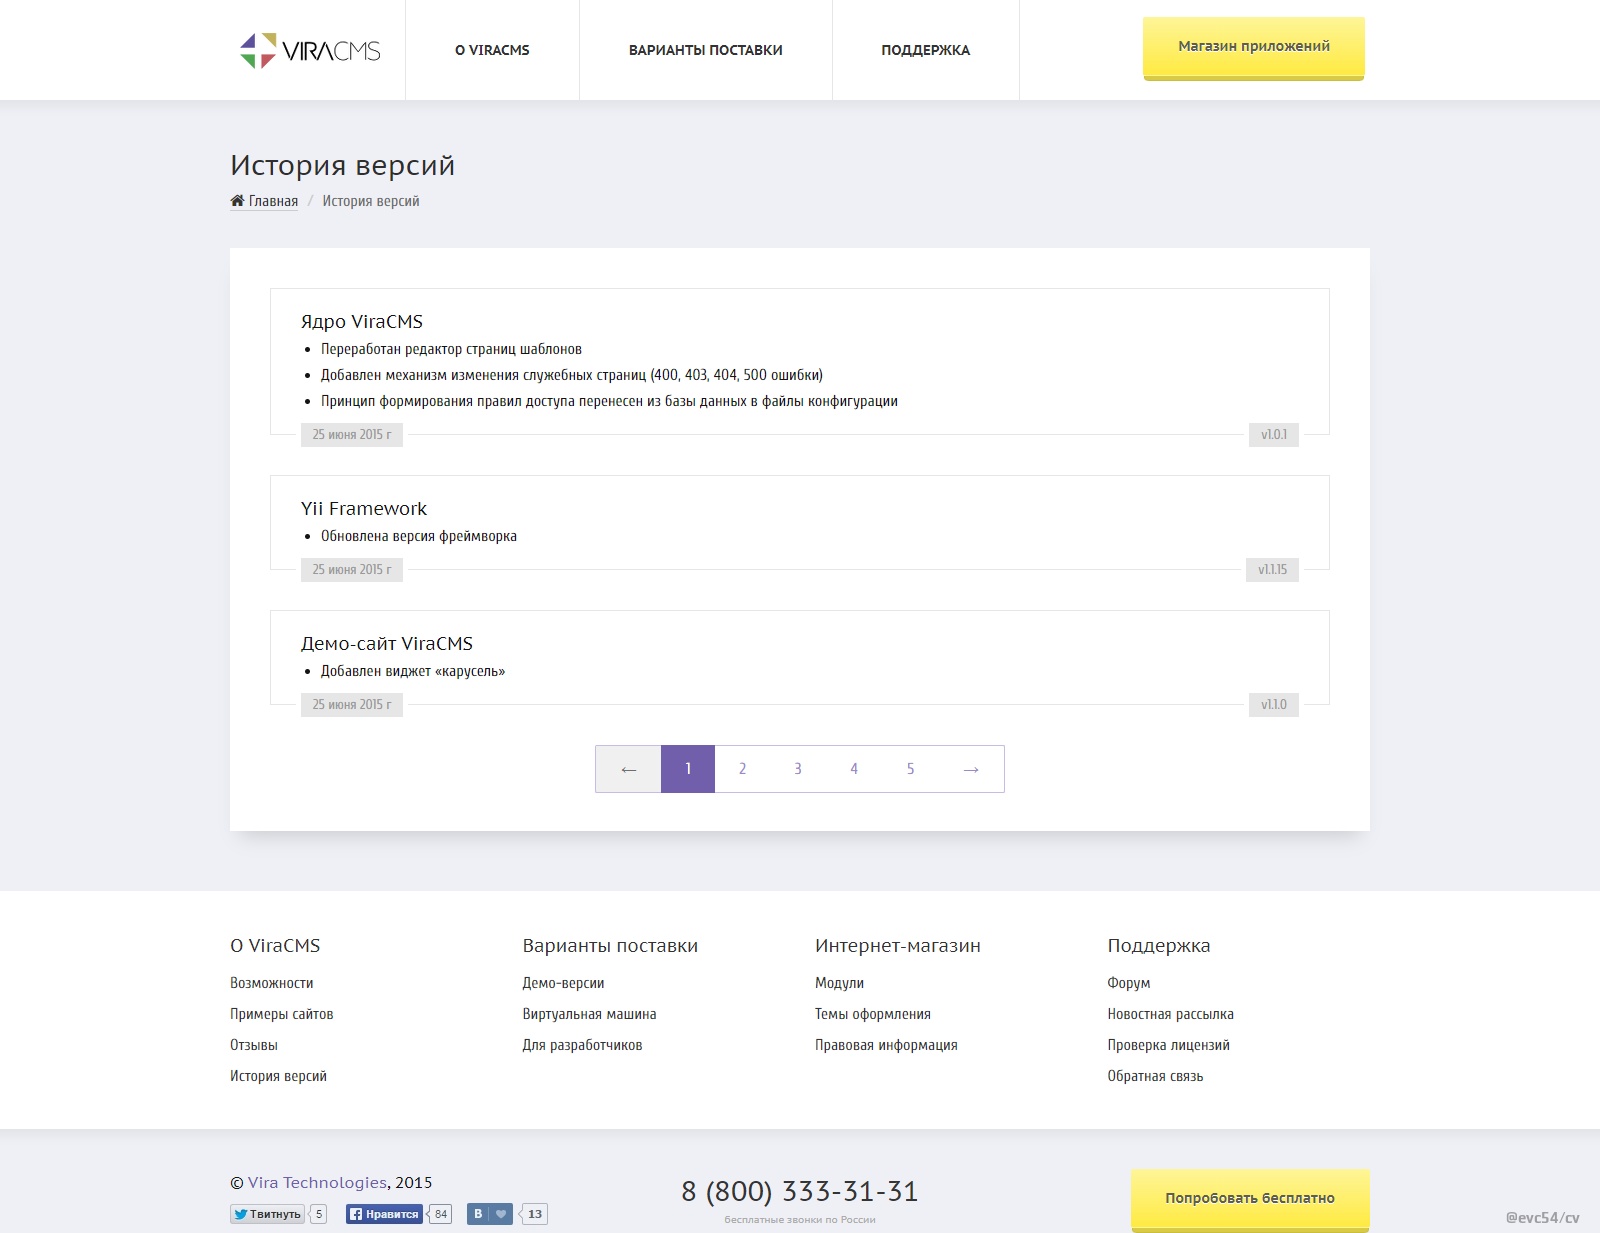 VIRACMS
О VIRACMS
ВАРИАНТЫ ПОСТАВКИ
ПОДДЕРЖКА
Магазин приложений
История версий
Главная / История версий
Ядро ViraCMS
• Переработан редактор страниц шаблонов
• Добавлен механизм изменения служебных страниц (400, 403, 404, 500 ошибки)
• Принцип формирования правил доступа перенесен из базы данных в файлы конфигурации
25 июня 2015 г
v1.0.1
Yii Framework
• Обновлена версия фреймворка
25 июня 2015 г
v1.1.15
Демо-сайт ViraCMS
• Добавлен виджет «карусель»
25 июня 2015 г
v1.1.0
← 1 2 3 4 5 →
О ViraCMS
Возможности
Примеры сайтов
Отзывы
История версий
Варианты поставки
Демо-версии
Виртуальная машина
Для разработчиков
Интернет-магазин
Модули
Темы оформления
Правовая информация
Поддержка
Форум
Новостная рассылка
Проверка лицензий
Обратная связь
© Vira Technologies, 2015
Твитнуть 5
Нравится 84
В 13
8 (800) 333-31-31
бесплатные звонки по России
Попробовать бесплатно
@evc54/cv